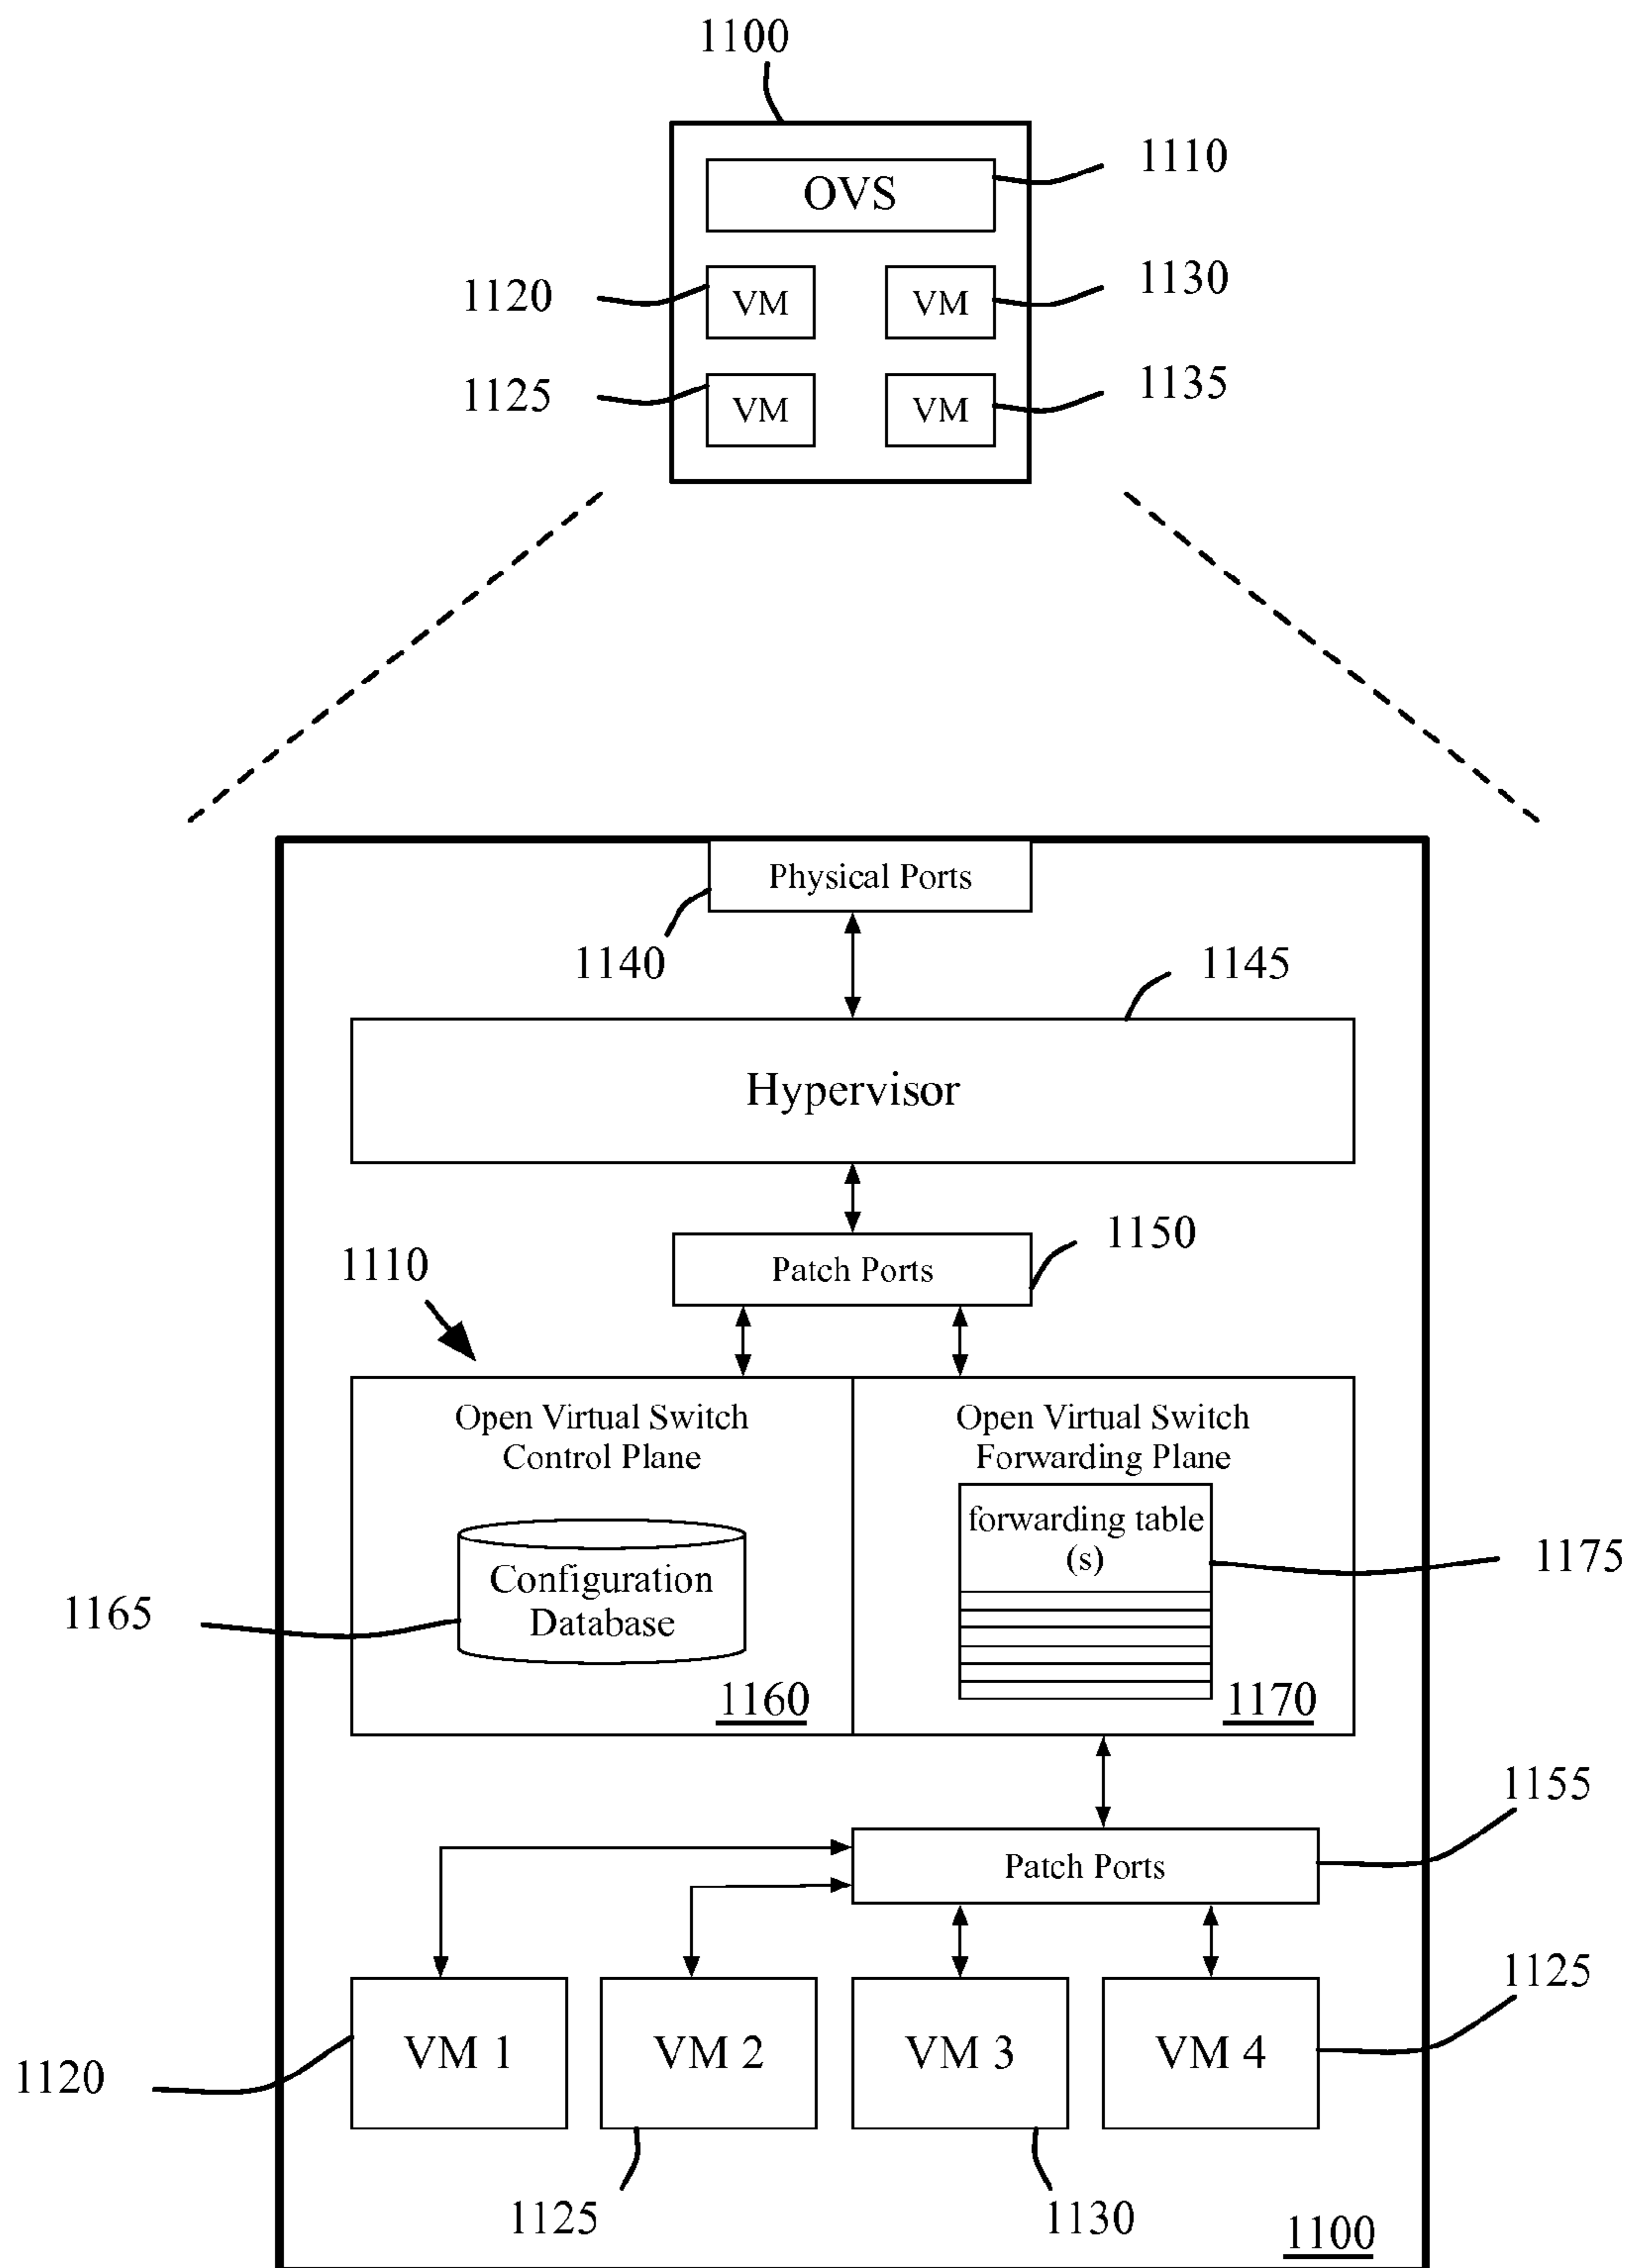 1100
OVS
1110
1120
VM
VM
1130
1125
VM
VM
1135
Physical Ports
1140
1145
Hypervisor
1150
Patch Ports
1110
Open Virtual Switch
Control Plane
Open Virtual Switch
Forwarding Plane
forwarding table
(s)
1175
Configuration
Database
1165
1160
1170
1155
Patch Ports
1125
VM 1
VM 2
VM 3
VM 4
1120
1125
1130
1100